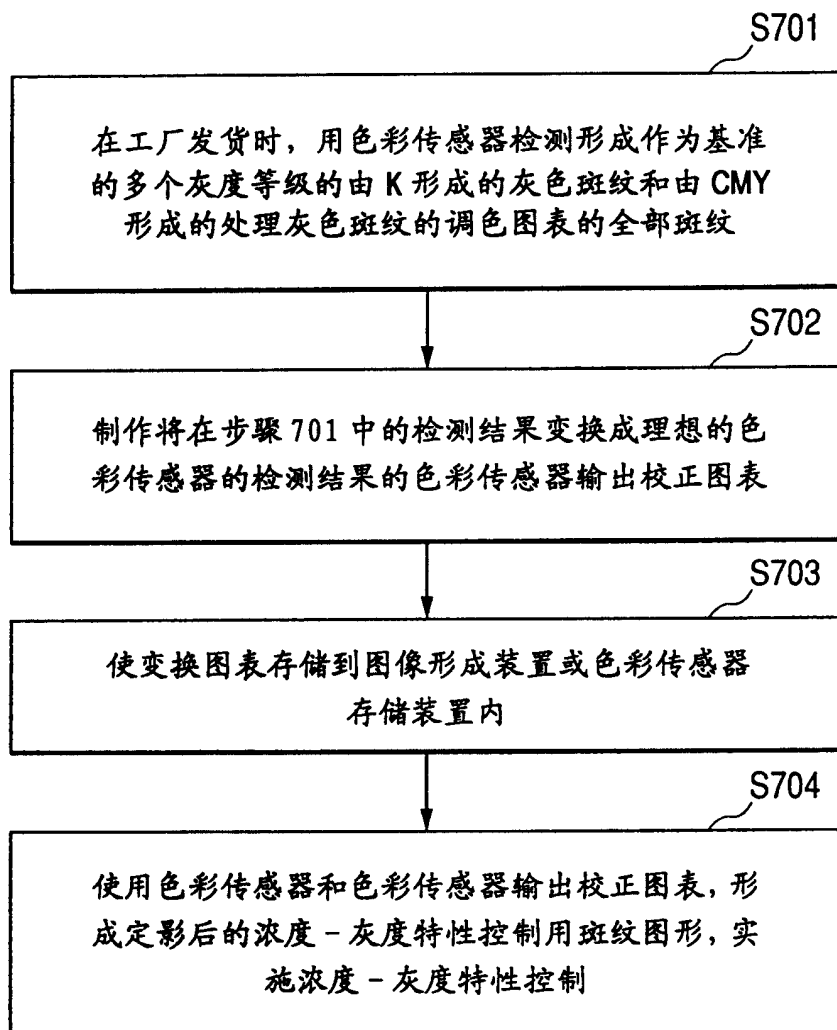 S701
在工厂发货时，用色彩传感器检测形成作为基准
的多个灰度等级的由 K 形成的灰色斑纹和由 CMY
形成的处理灰色斑纹的调色图表的全部斑纹
S702
制作将在步骤 701 中的检测结果变换成理想的色
彩传感器的检测结果的色彩传感器输出校正图表
S703
使变换图表存储到图像形成装置或色彩传感器
存储装置内
S704
使用色彩传感器和色彩传感器输出校正图表，形
成定影后的浓度－灰度特性控制用斑纹图形，实
施浓度－灰度特性控制